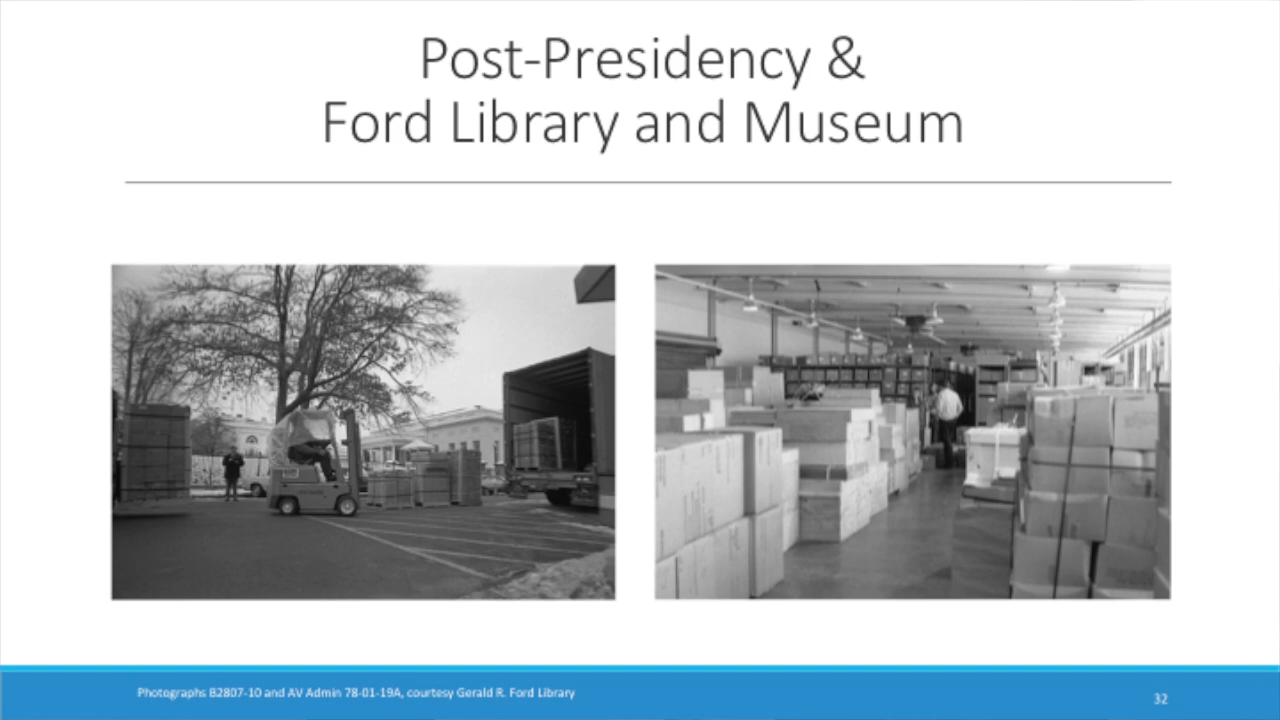 Post-Presidency &
Ford Library and Museum
Photographs B2807-10 and AV Admin 78-01-19A, courtesy Gerald R. Ford Library
32